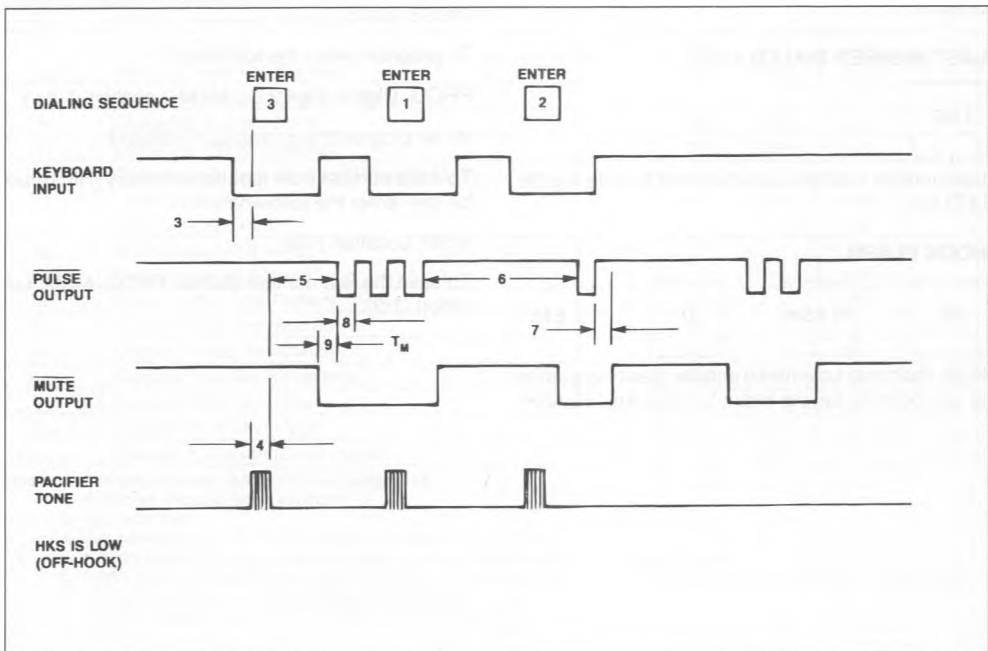 ENTER ENTER ENTER
DIALING SEQUENCE 3 1 2
KEYBOARD
INPUT
3
PULSE
OUTPUT
5 6
8 7
9 TM
MUTE
OUTPUT
4
PACIFIER
TONE
HKS IS LOW
(OFF-HOOK)